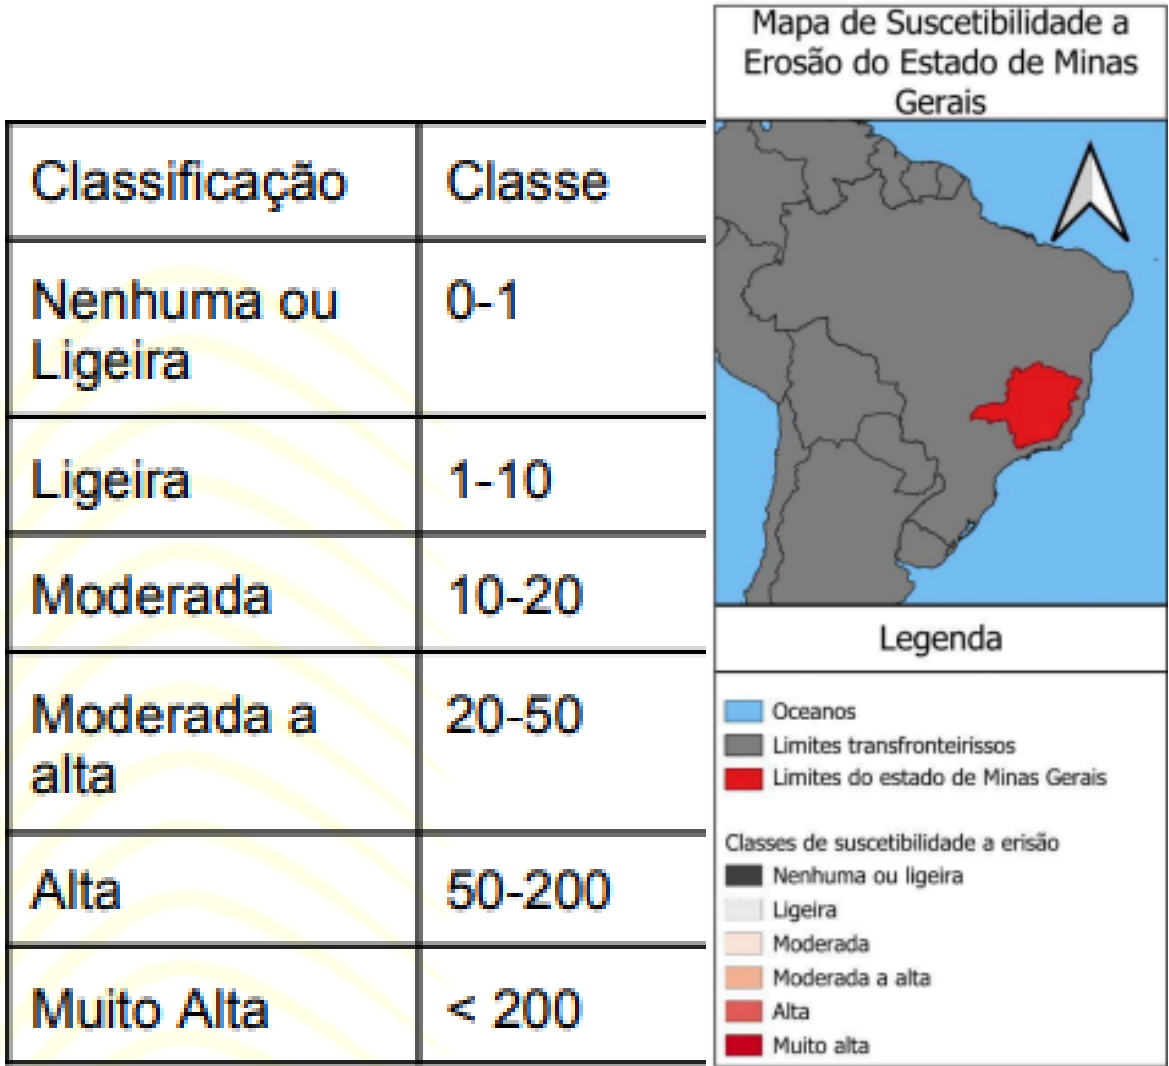 Classificação Classe
Nenhuma ou 0-1
Ligeira
Ligeira 1-10
Moderada 10-20
Moderada a 20-50
alta
Alta 50-200
Muito Alta < 200
Mapa de Suscetibilidade a
Erosão do Estado de Minas
Gerais
Legenda
Oceanos
Limites transfronteirissos
Limites do estado de Minas Gerais
Classes de suscetibilidade a erisão
Nenhuma ou ligeira
Ligeira
Moderada
Moderada a alta
Alta
Muito alta